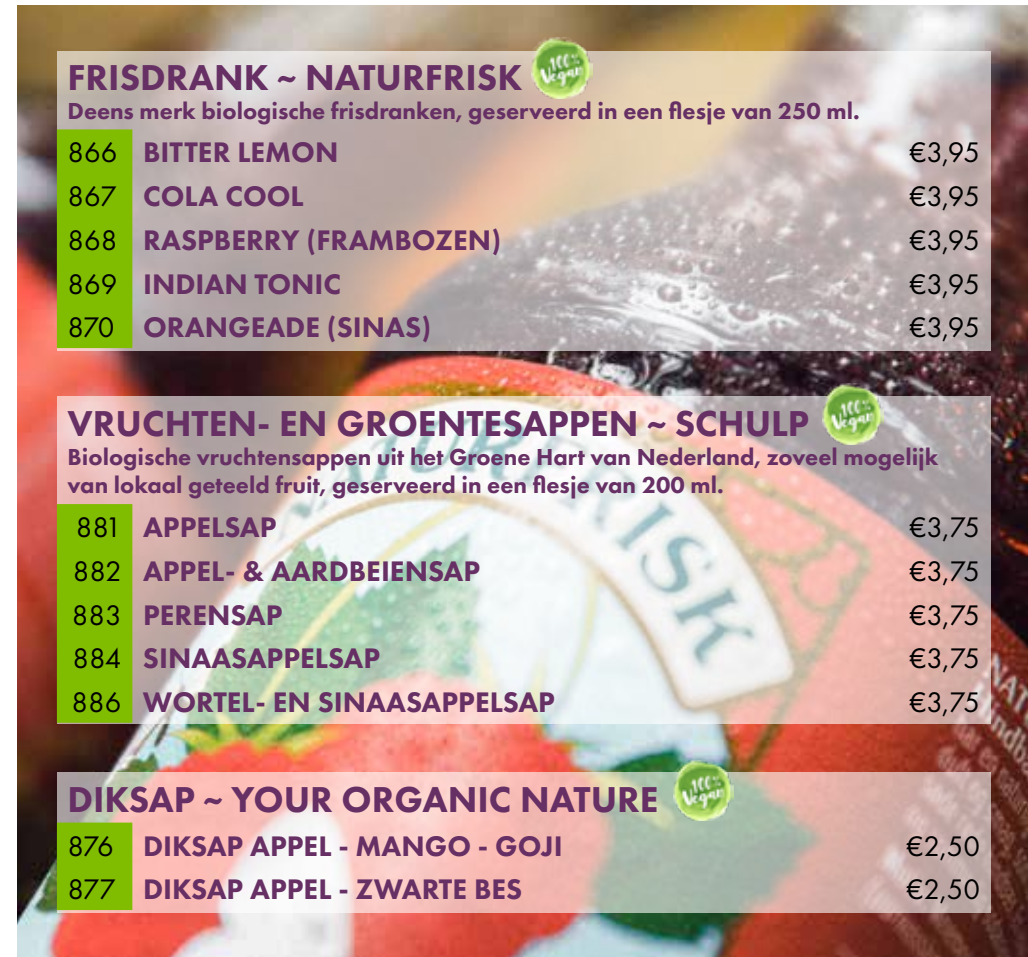 FRISDRANK ~ NATURFRISK 100% Vegan
Deens merk biologische frisdranken, geserveerd in een flesje van 250 ml.
866 BITTER LEMON €3,95
867 COLA COOL €3,95
868 RASPBERRY (FRAMBOZEN) €3,95
869 INDIAN TONIC €3,95
870 ORANGEADE (SINAS) €3,95
VRUCHTEN- EN GROENTESAPPEN ~ SCHULP 100% Vegan
Biologische vruchtensappen uit het Groene Hart van Nederland, zoveel mogelijk
van lokaal geteeld fruit, geserveerd in een flesje van 200 ml.
881 APPELSAP €3,75
882 APPEL- & AARDBEIENSAP €3,75
883 PERENSAP €3,75
884 SINAASAPPELSAP €3,75
886 WORTEL- EN SINAASAPPELSAP €3,75
DIKSAP ~ YOUR ORGANIC NATURE 100% Vegan
876 DIKSAP APPEL - MANGO - GOJI €2,50
877 DIKSAP APPEL - ZWARTE BES €2,50